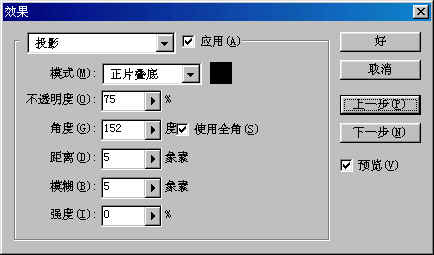 效果
投影 应用(A) 好
模式(M): 正片叠底 取消
不透明度(O): 75 % 上一步(P)
角度(G): 152 度 使用全角(S) 下一步(N)
距离(D): 5 象素 预览(V)
模糊(B): 5 象素
强度(I): 0 %